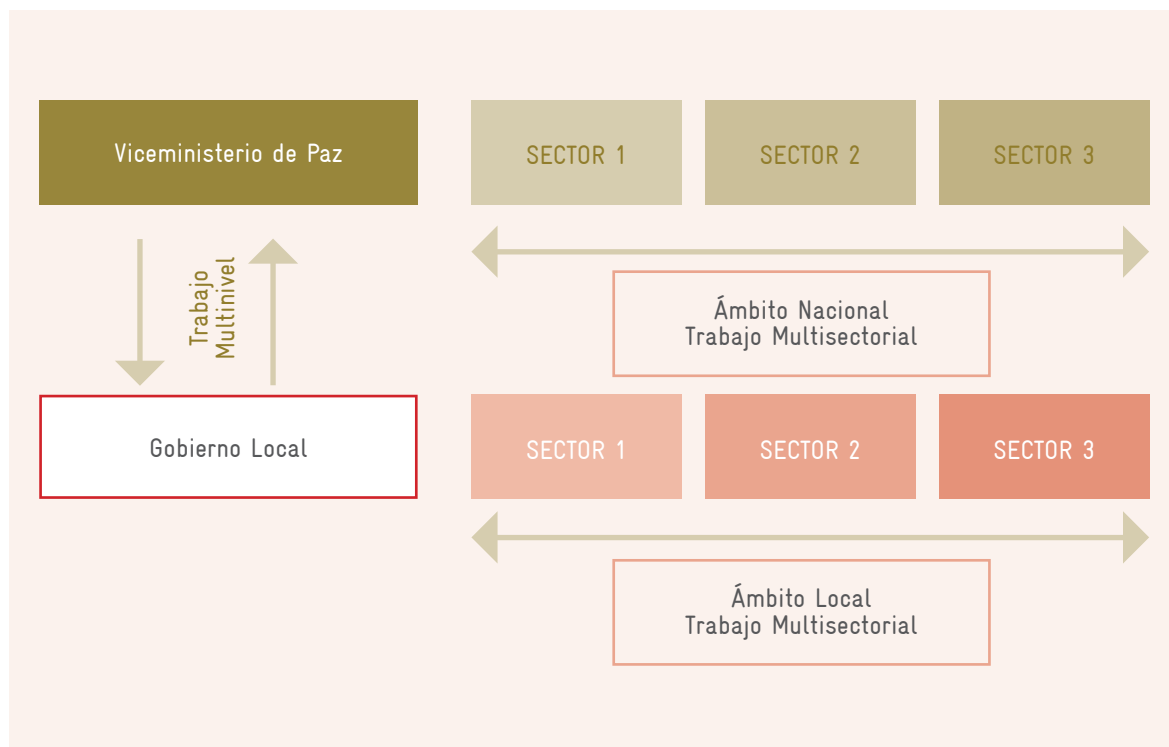 Viceministerio de Paz
SECTOR 1
SECTOR 2
SECTOR 3
Trabajo
Multinivel
Ámbito Nacional
Trabajo Multisectorial
Gobierno Local
SECTOR 1
SECTOR 2
SECTOR 3
Ámbito Local
Trabajo Multisectorial